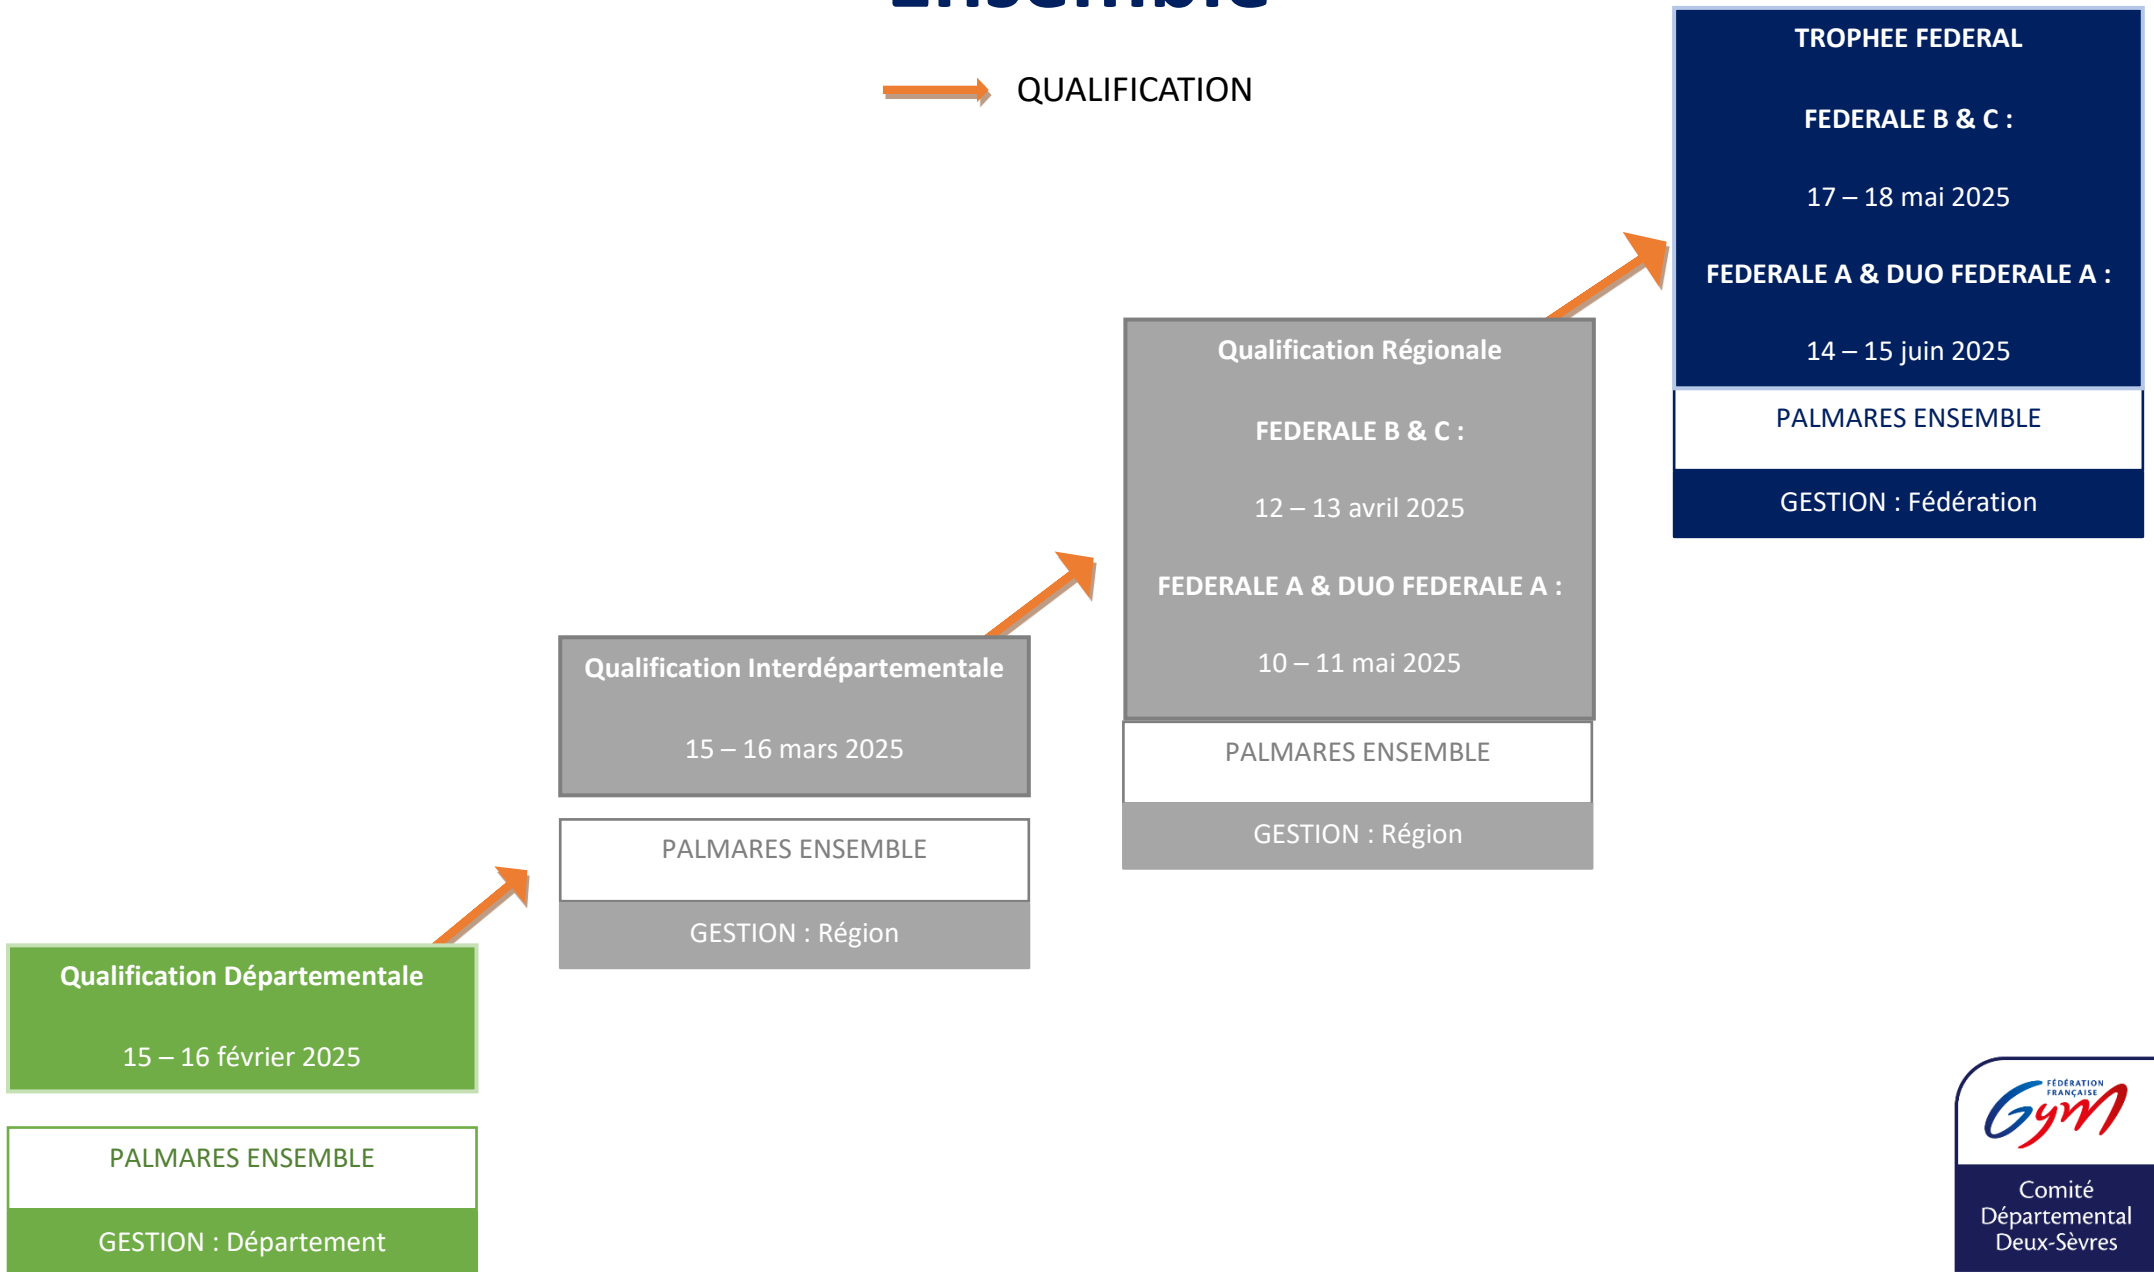 Ensemble
QUALIFICATION
TROPHEE FEDERAL
FEDERALE B & C :
17 – 18 mai 2025
FEDERALE A & DUO FEDERALE A :
14 – 15 juin 2025
PALMARES ENSEMBLE
GESTION : Fédération
Qualification Régionale
FEDERALE B & C :
12 – 13 avril 2025
FEDERALE A & DUO FEDERALE A :
10 – 11 mai 2025
PALMARES ENSEMBLE
GESTION : Région
Qualification Interdépartementale
15 – 16 mars 2025
PALMARES ENSEMBLE
GESTION : Région
Qualification Départementale
15 – 16 février 2025
PALMARES ENSEMBLE
GESTION : Département
FÉDÉRATION
FRANÇAISE
Gym
Comité
Départemental
Deux-Sèvres